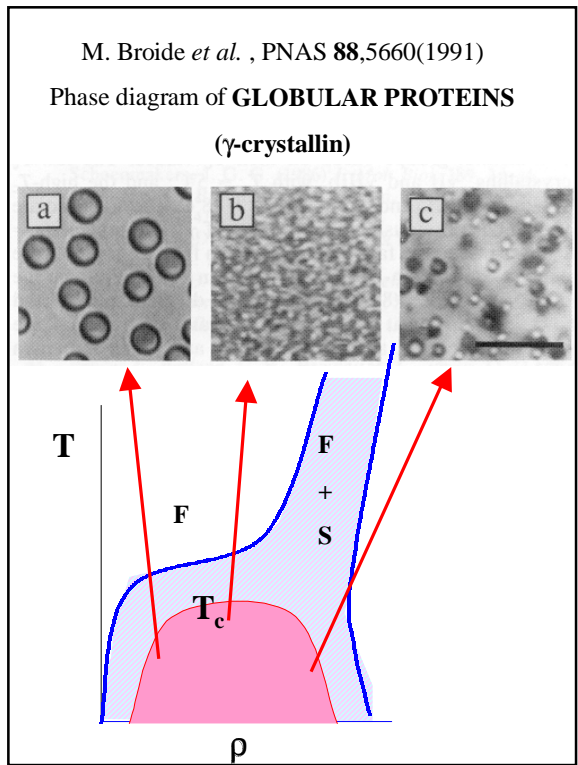 M. Broide et al. , PNAS 88,5660(1991)
Phase diagram of GLOBULAR PROTEINS
(γ-crystallin)
a
b
c
T
F
F
+
S
Tc
ρ